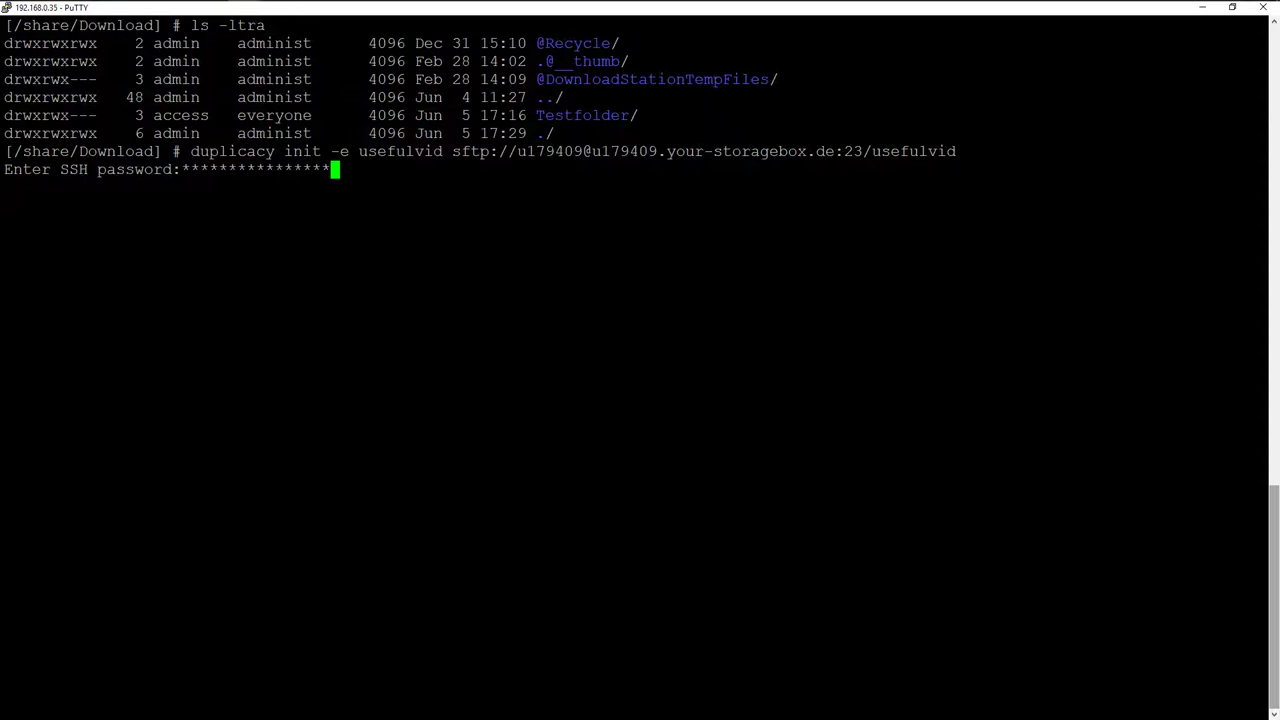 192.168.0.35 - PuTTY
[/share/Download] # ls -ltra
drwxrwxrwx 2 admin administ 4096 Dec 31 15:10 @Recycle/
drwxrwxrwx 2 admin administ 4096 Feb 28 14:02 .@__thumb/
drwxrwx--- 3 admin administ 4096 Feb 28 14:09 @DownloadStationTempFiles/
drwxrwxrwx 48 admin administ 4096 Jun 4 11:27 ../
drwxrwx--- 3 access everyone 4096 Jun 5 17:16 Testfolder/
drwxrwxrwx 6 admin administ 4096 Jun 5 17:29 ./
[/share/Download] # duplicacy init -e usefulvid sftp://u179409@u179409.your-storagebox.de:23/usefulvid
Enter SSH password:****************